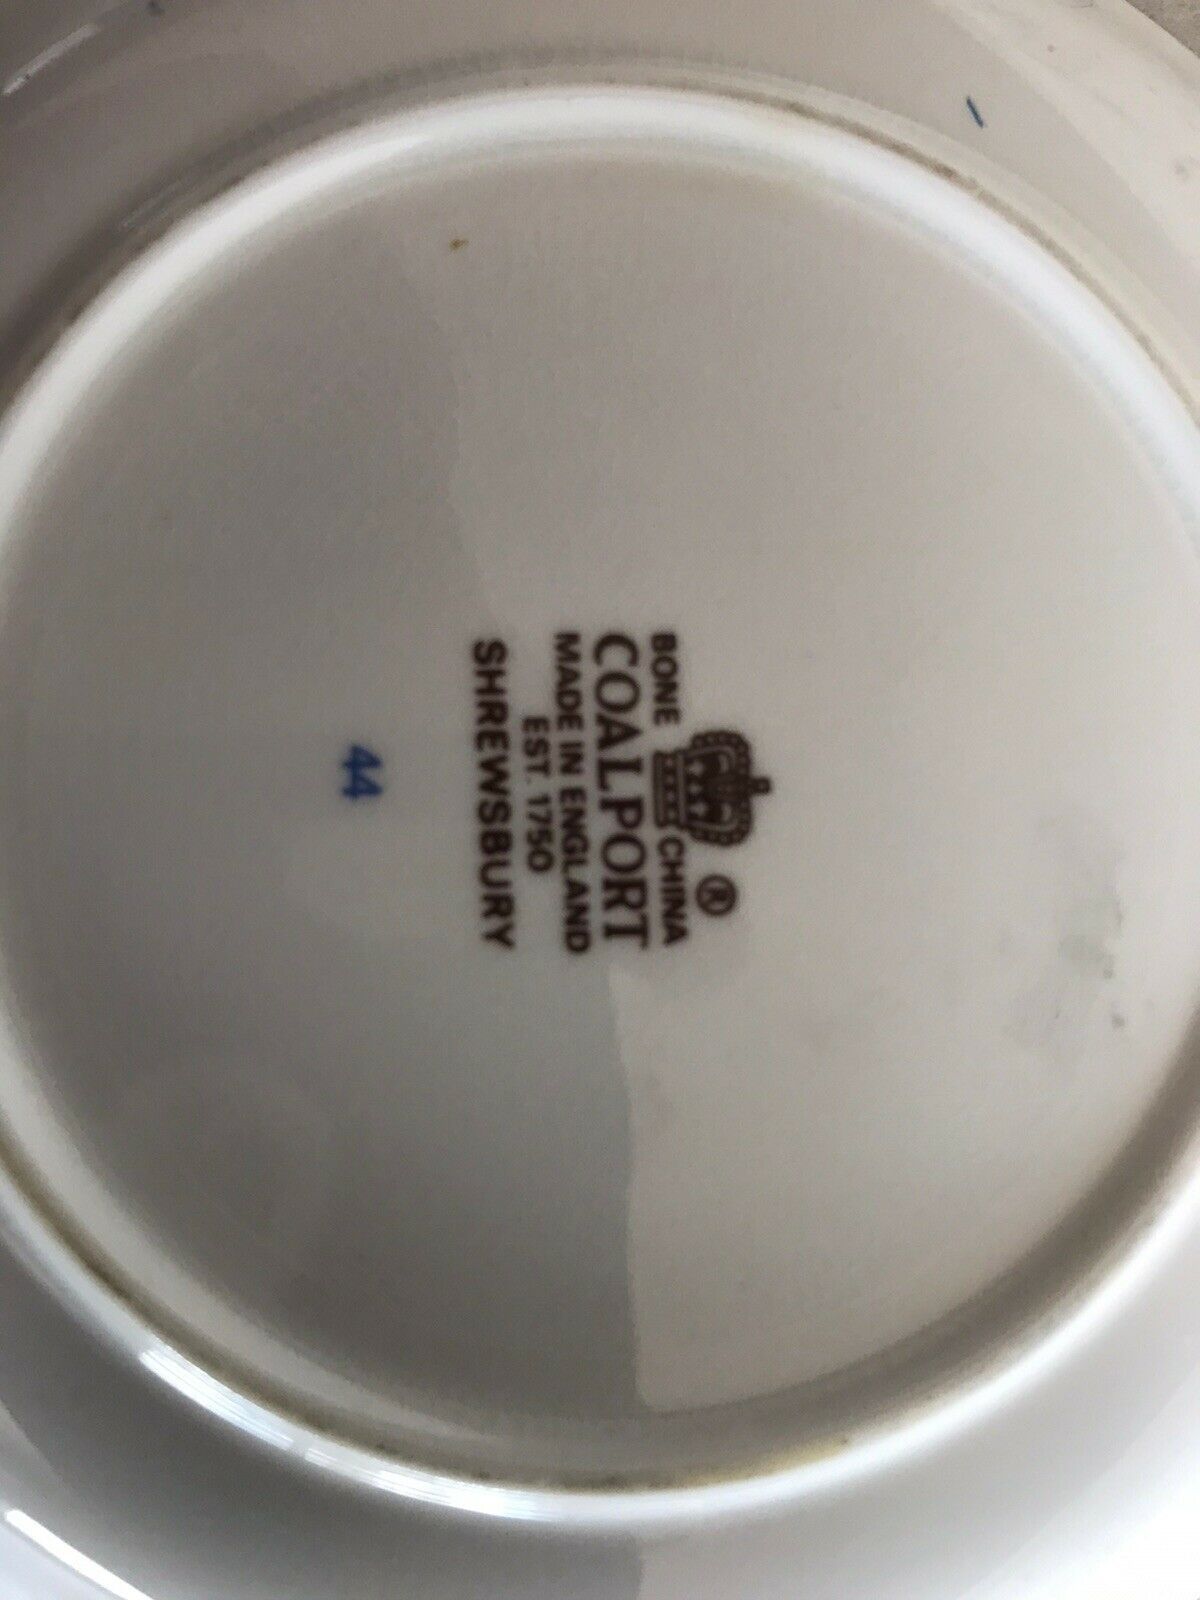 ®
BONE CHINA
COALPORT
MADE IN ENGLAND
EST. 1750
SHREWSBURY
44